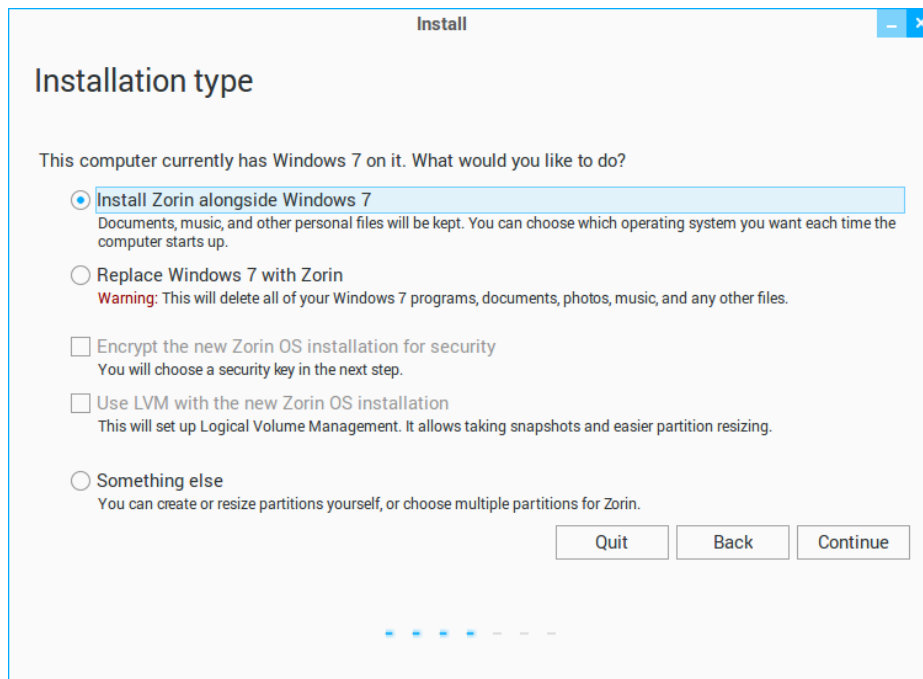 Install
Installation type
This computer currently has Windows 7 on it. What would you like to do?
Install Zorin alongside Windows 7
Documents, music, and other personal files will be kept. You can choose which operating system you want each time the
computer starts up.
Replace Windows 7 with Zorin
Warning: This will delete all of your Windows 7 programs, documents, photos, music, and any other files.
Encrypt the new Zorin OS installation for security
You will choose a security key in the next step.
Use LVM with the new Zorin OS installation
This will set up Logical Volume Management. It allows taking snapshots and easier partition resizing.
Something else
You can create or resize partitions yourself, or choose multiple partitions for Zorin.
Quit Back Continue